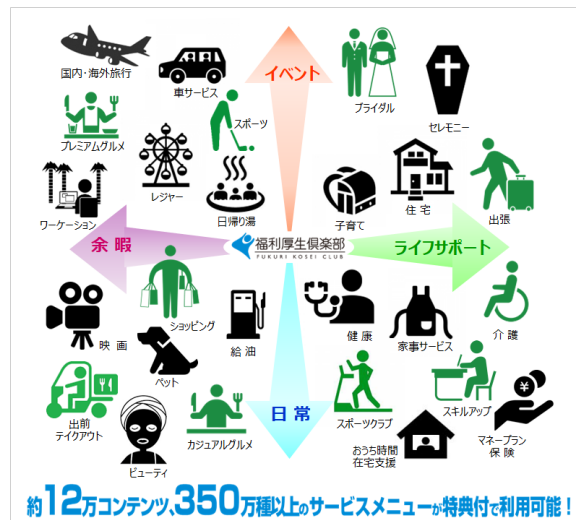 イベント
国内・海外旅行
車サービス
ブライダル
セレモニー
プレミアムグルメ
スポーツ
レジャー
ワーケーション
日帰り湯
子育て
住 宅
出張
余 暇
福利厚生倶楽部
FUKURI KOSEI CLUB
ライフサポート
映 画
ショッピング
給 油
健 康
家事サービス
介 護
ペット
出前
テイクアウト
ビューティ
カジュアルグルメ
日 常
スポーツクラブ
おうち時間
在宅支援
スキルアップ
マネープラン
保 険
約12万コンテンツ、350万種以上のサービスメニューが特典付で利用可能！